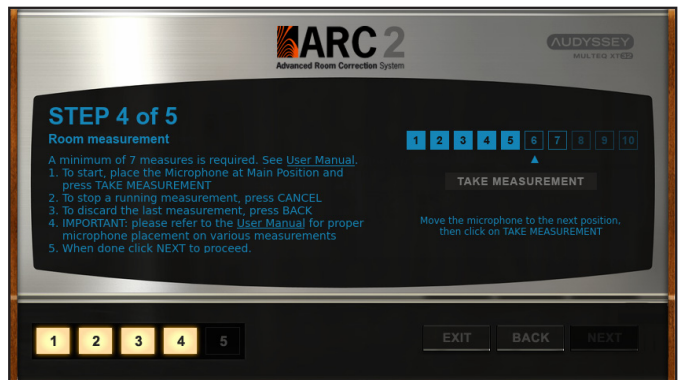 ARC 2
Advanced Room Correction System
AUDYSSEY
MULTEQ XT32
STEP 4 of 5
Room measurement
A minimum of 7 measures is required. See User Manual.
1. To start, place the Microphone at Main Position and
press TAKE MEASUREMENT
2. To stop a running measurement, press CANCEL
3. To discard the last measurement, press BACK
4. IMPORTANT: please refer to the User Manual for proper
microphone placement on various measurements
5. When done click NEXT to proceed.
1 2 3 4 5 6 7 8 9 10
TAKE MEASUREMENT
Move the microphone to the next position,
then click on TAKE MEASUREMENT
1 2 3 4 5
EXIT BACK NEXT